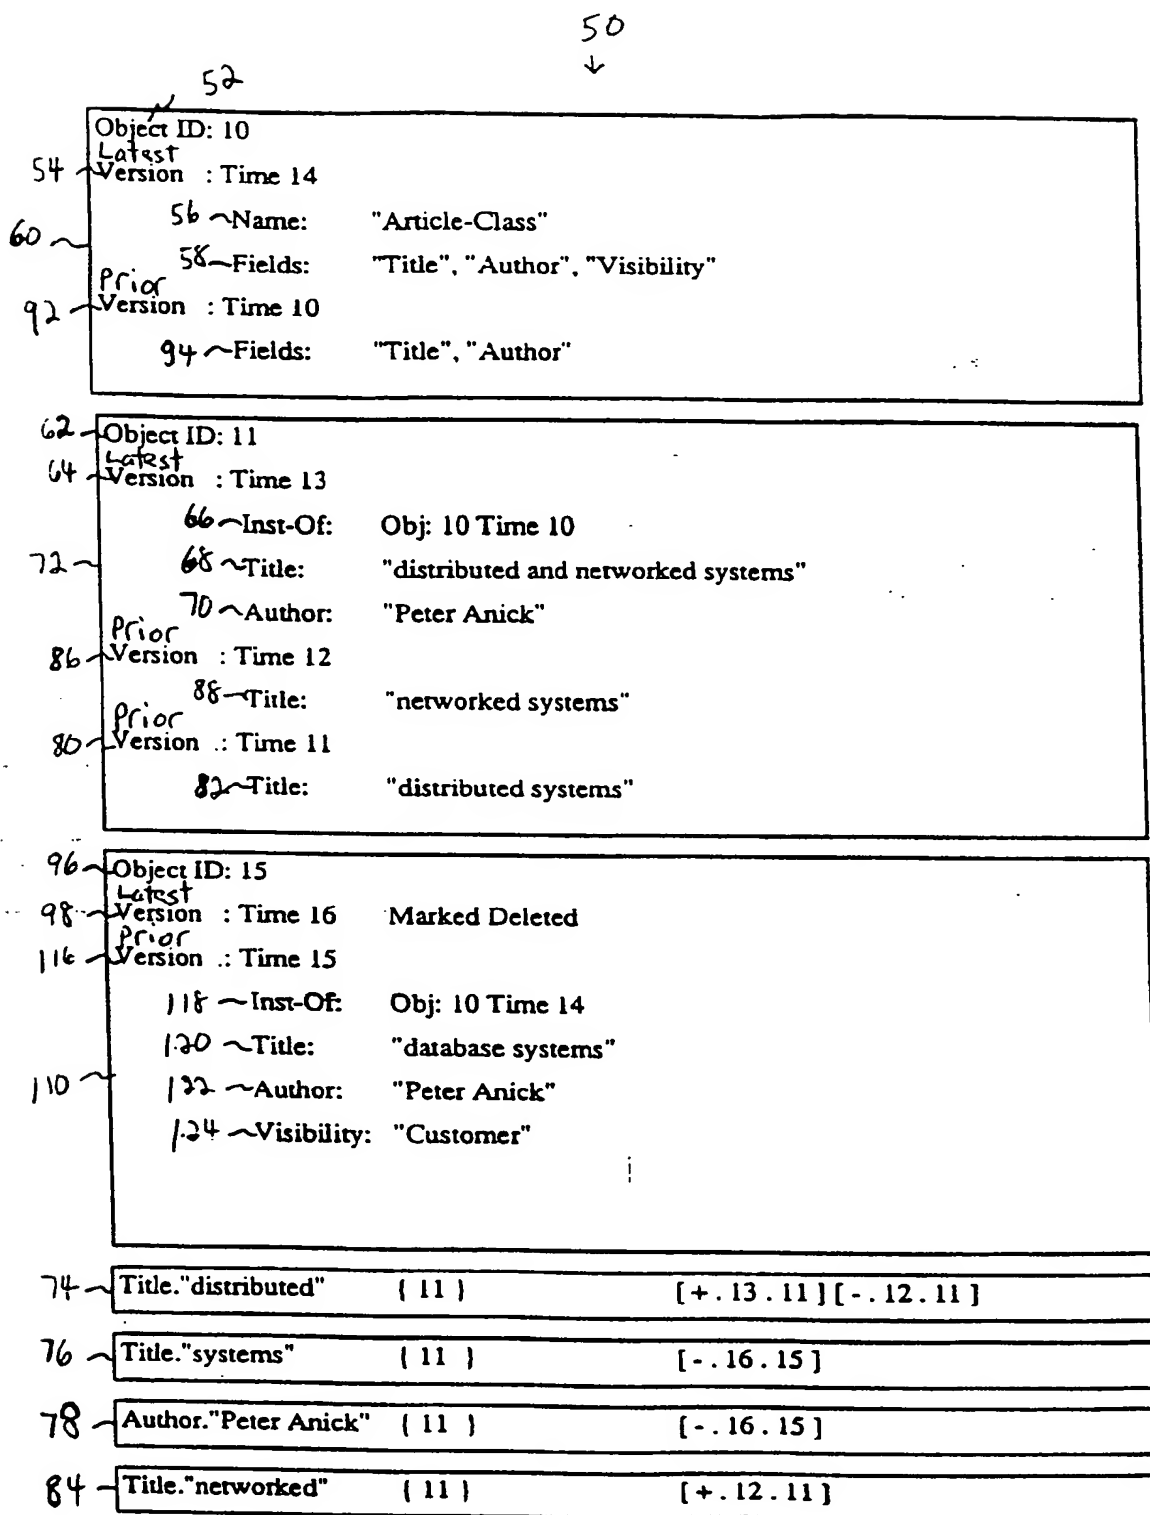 50
52
Object ID: 10
Latest
54 Version : Time 14
56 Name: "Article-Class"
60
58 Fields: "Title", "Author", "Visibility"
Prior
92 Version : Time 10
94 Fields: "Title", "Author"
62 Object ID: 11
Latest
64 Version : Time 13
66 Inst-Of: Obj: 10 Time 10
72 68 Title: "distributed and networked systems"
70 Author: "Peter Anick"
Prior
86 Version : Time 12
88 Title: "networked systems"
Prior
80 Version .: Time 11
82 Title: "distributed systems"
96 Object ID: 15
Latest
98 Version : Time 16 Marked Deleted
Prior
116 Version .: Time 15
118 Inst-Of: Obj: 10 Time 14
120 Title: "database systems"
110 122 Author: "Peter Anick"
124 Visibility: "Customer"
74 Title."distributed" { 11 } [ + . 13 . 11 ] [ - . 12 . 11 ]
76 Title."systems" { 11 } [ - . 16 . 15 ]
78 Author."Peter Anick" { 11 } [ - . 16 . 15 ]
84 Title."networked" { 11 } [ + . 12 . 11 ]